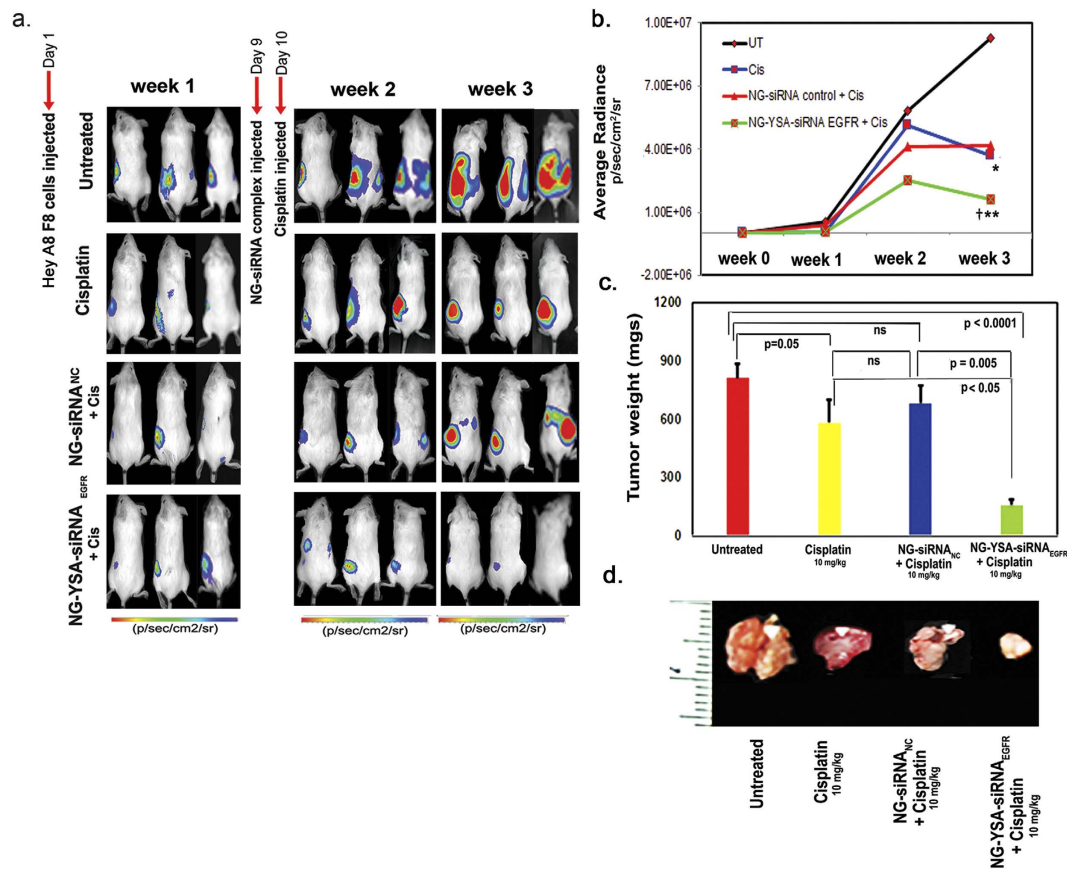 a.
Hey A8 F8 cells injected
Day 1
week 1
NG-siRNA complex injected
Day 9
Cisplatin injected
Day 10
week 2
week 3
Untreated
Cisplatin
NG-siRNA NC
+ Cis
NG-YSA-siRNA EGFR
+ Cis
(p/sec/cm2/sr)
(p/sec/cm2/sr)
(p/sec/cm2/sr)
b.
Average Radiance
p/sec/cm²/sr
1.00E+07
7.00E+06
4.00E+06
1.00E+06
-2.00E+06
UT
Cis
NG-siRNA control + Cis
NG-YSA-siRNA EGFR + Cis
*
†**
week 0
week 1
week 2
week 3
c.
Tumor weight (mgs)
1200
900
600
300
0
p < 0.0001
ns
p=0.05
ns
p = 0.005
p< 0.05
Untreated
Cisplatin
10 mg/kg
NG-siRNA NC
+ Cisplatin
10 mg/kg
NG-YSA-siRNA EGFR
+ Cisplatin
10 mg/kg
d.
Untreated
Cisplatin
10 mg/kg
NG-siRNA NC
+ Cisplatin
10 mg/kg
NG-YSA-siRNA EGFR
+ Cisplatin
10 mg/kg